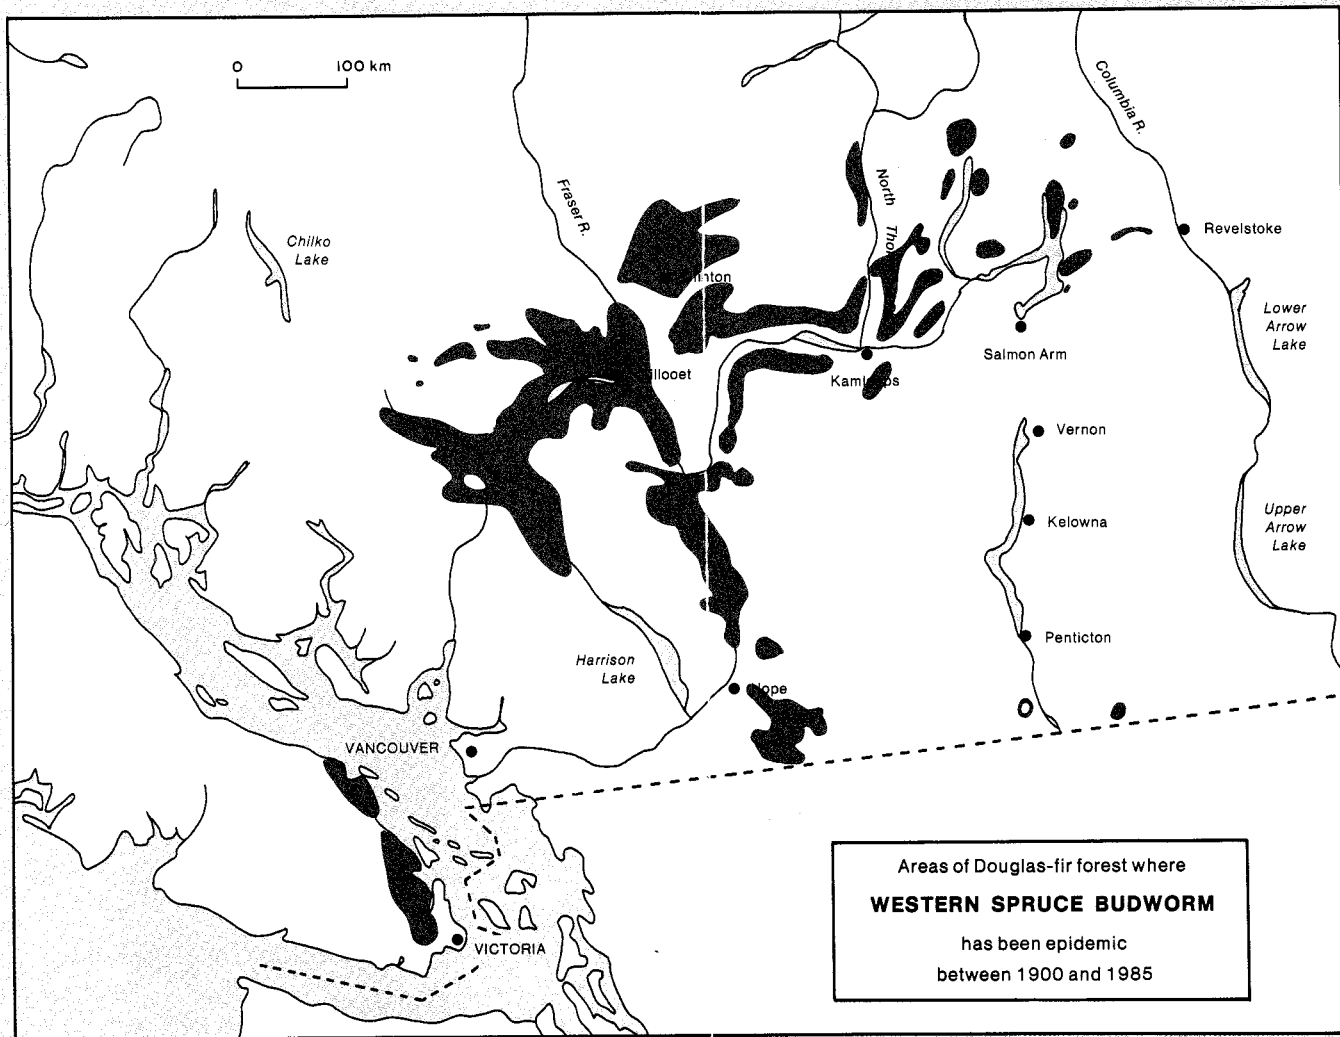 0 100 km
Columbia R.
Fraser R.
North
Chilko
Lake
Revelstoke
Lower
Arrow
Lake
Salmon Arm
Vernon
Kelowna
Upper
Arrow
Lake
Penticton
Harrison
Lake
VANCOUVER
VICTORIA
Areas of Douglas-fir forest where
WESTERN SPRUCE BUDWORM
has been epidemic
between 1900 and 1985